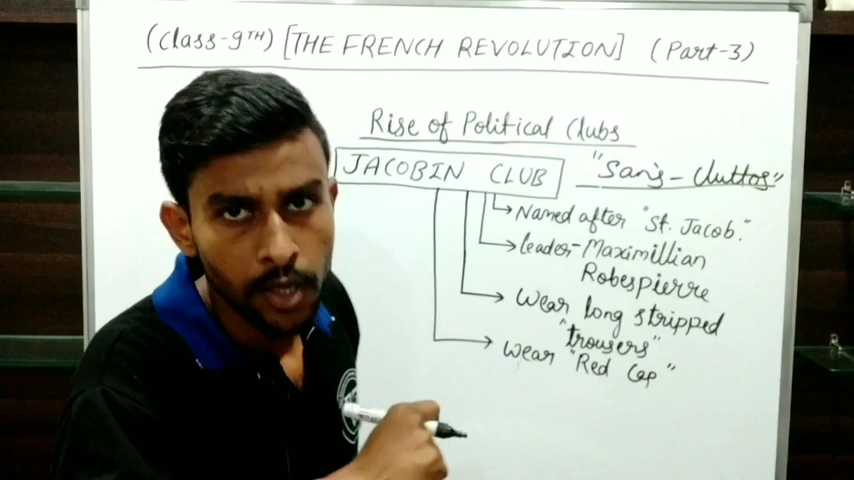 (Class-9TH) [THE FRENCH REVOLUTION] (Part-3)
Rise of Political Clubs
JACOBIN CLUB
"Sans-Cluttos"
Named after "St. Jacob."
leader-Maximillian
Robespierre
Wear long stripped
"trousers"
Wear "Red Cap"